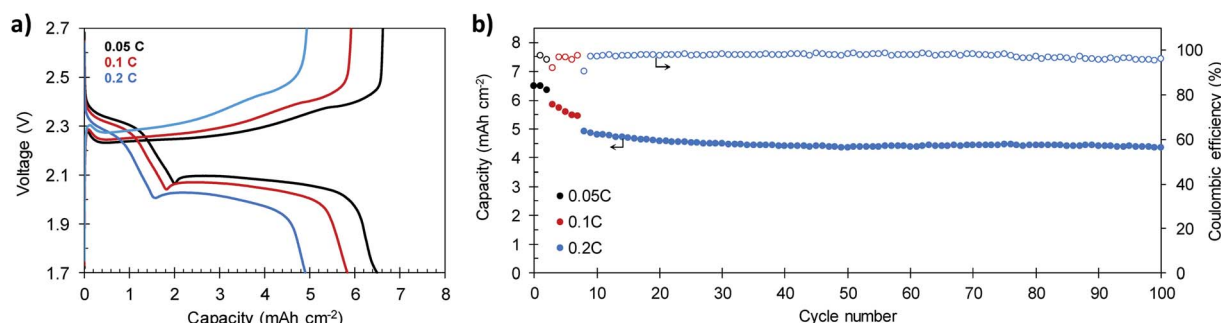 a)
0.05 C
0.1 C
0.2 C
2.7
2.5
2.3
2.1
1.9
1.7
Voltage (V)
0 1 2 3 4 5 6 7 8
Capacity (mAh cm-2)
b)
8
7
6
5
4
3
2
1
0
Capacity (mAh cm-2)
0.05C
0.1C
0.2C
100
80
60
40
20
0
Coulombic efficiency (%)
0 10 20 30 40 50 60 70 80 90 100
Cycle number